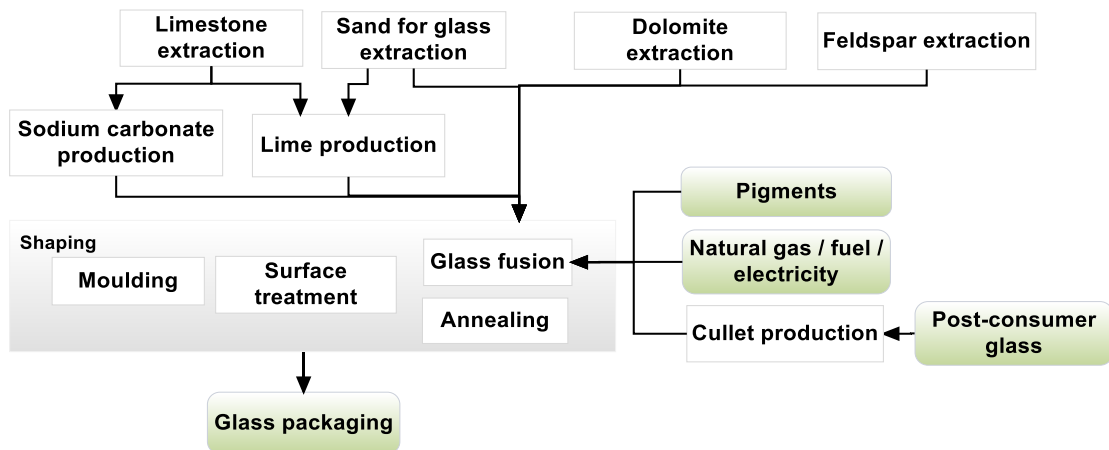 Limestone
extraction
Sand for glass
extraction
Dolomite
extraction
Feldspar extraction
Sodium carbonate
production
Lime production
Pigments
Shaping
Moulding
Surface
treatment
Glass fusion
Natural gas / fuel /
electricity
Annealing
Cullet production
Post-consumer
glass
Glass packaging